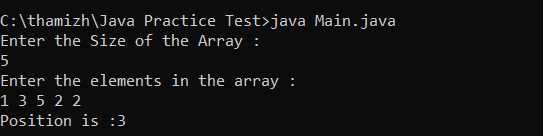 C:\thamizh\Java Practice Test>java Main.java
Enter the Size of the Array :
5
Enter the elements in the array :
1 3 5 2 2
Position is :3